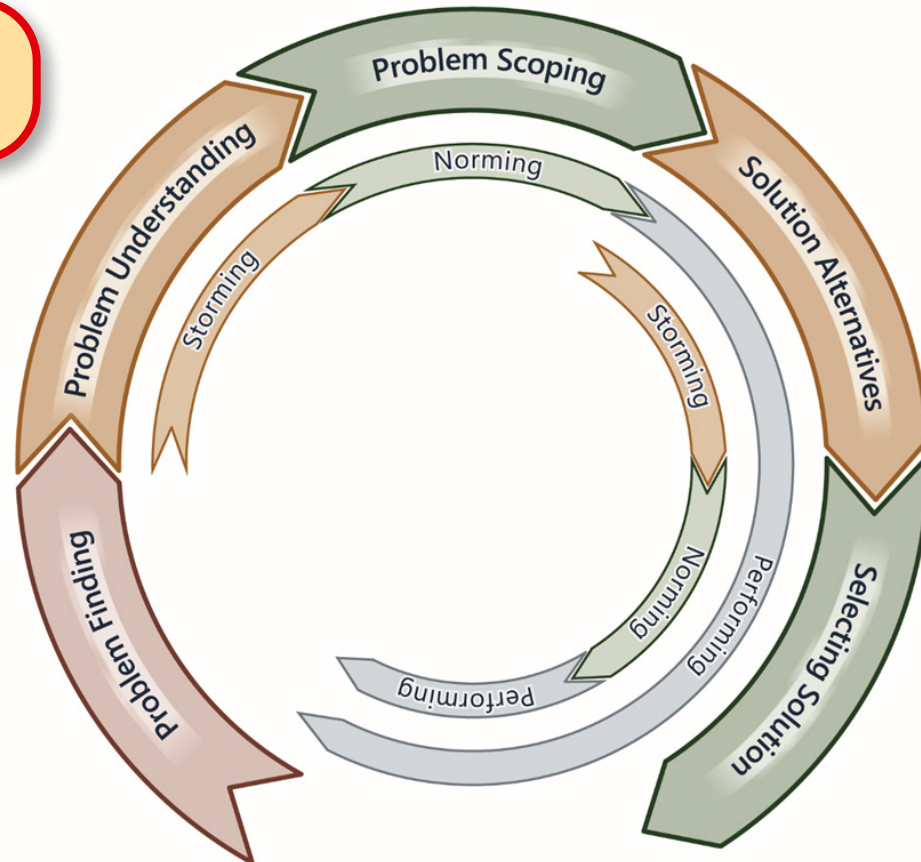 Problem Scoping
Problem Understanding
Solution Alternatives
Norming
Storming
Storming
Problem Finding
Norming
Performing
Selecting Solution
Performing